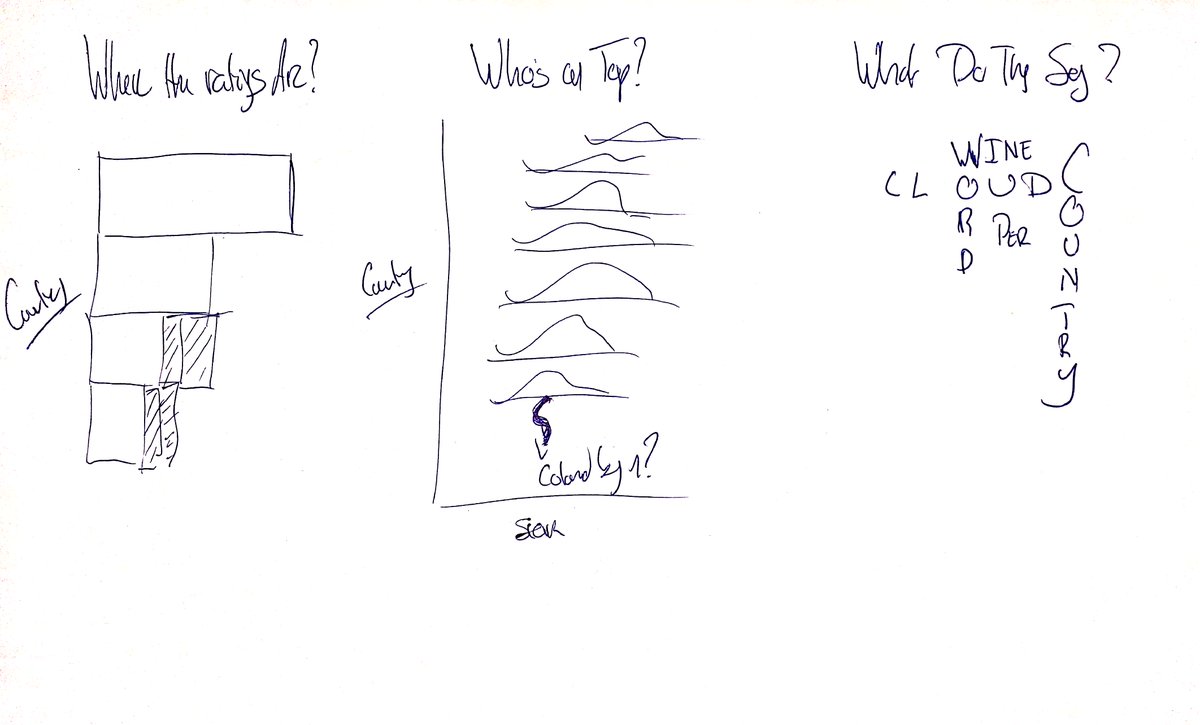 Where the ratings Are?
Who's on Top?
What Do They Say?
Country
Country
Colored by n?
Score
WINE
CLOUD
WORD
PER
COUNTRY